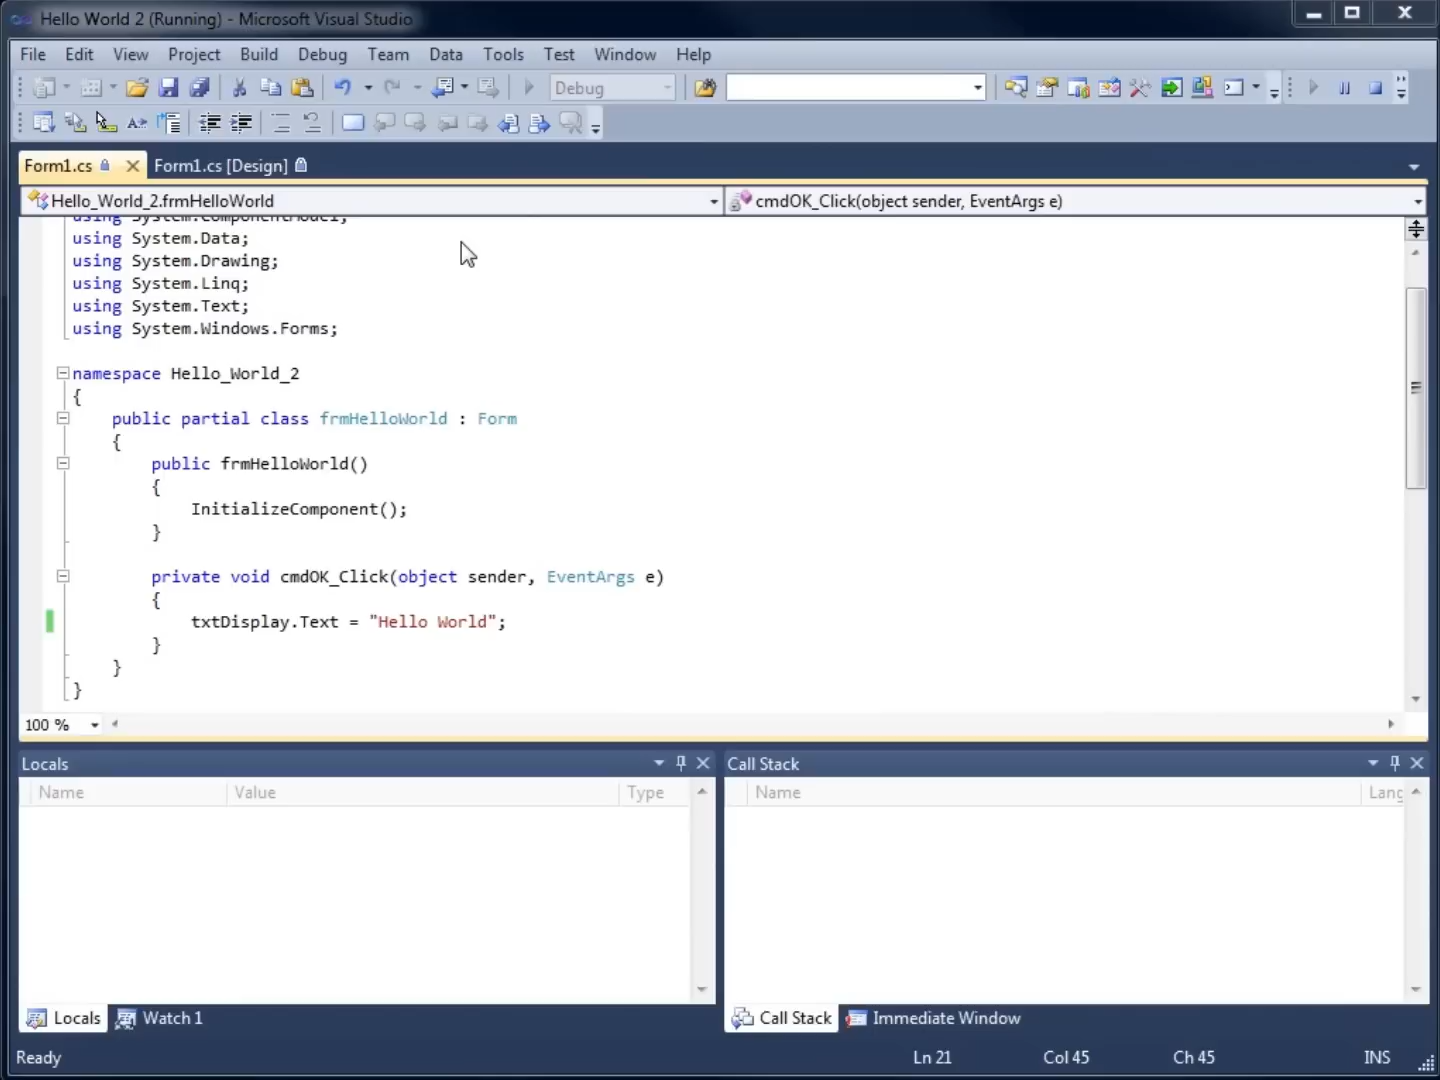 Hello World 2 (Running) - Microsoft Visual Studio
File Edit View Project Build Debug Team Data Tools Test Window Help
Debug
Form1.cs Form1.cs [Design]
Hello_World_2.frmHelloWorld cmdOK_Click(object sender, EventArgs e)
using System.ComponentModel;
using System.Data;
using System.Drawing;
using System.Linq;
using System.Text;
using System.Windows.Forms;
namespace Hello_World_2
{
public partial class frmHelloWorld : Form
{
public frmHelloWorld()
{
InitializeComponent();
}
private void cmdOK_Click(object sender, EventArgs e)
{
txtDisplay.Text = "Hello World";
}
}
}
100 %
Locals Call Stack
Name Value Type Name Lang
Locals Watch 1 Call Stack Immediate Window
Ready Ln 21 Col 45 Ch 45 INS